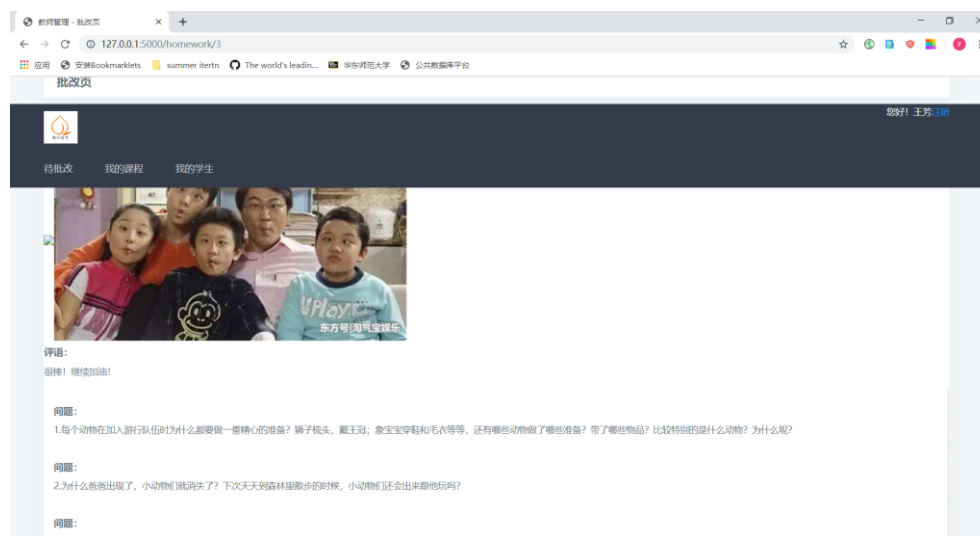 教师管理 - 批改页
127.0.0.1:5000/homework/3
应用 安装Bookmarklets summer itertn The world's leadin... 华东师范大学 公共数据库平台
批改页
您好！王芳注销
待批改 我的课程 我的学生
UPlay
东方号|淘气宝娱乐
评语：
很棒！继续加油！
问题：
1.每个动物在加入游行队伍时为什么都要做一番精心的准备？狮子梳头，戴王冠；象宝宝穿鞋和毛衣等等，还有哪些动物做了哪些准备？带了哪些物品？比较特别的是什么动物？为什么呢？
问题：
2.为什么爸爸出现了，小动物们就消失了？下次天天到森林里散步的时候，小动物们还会出来跟他玩吗？
问题：